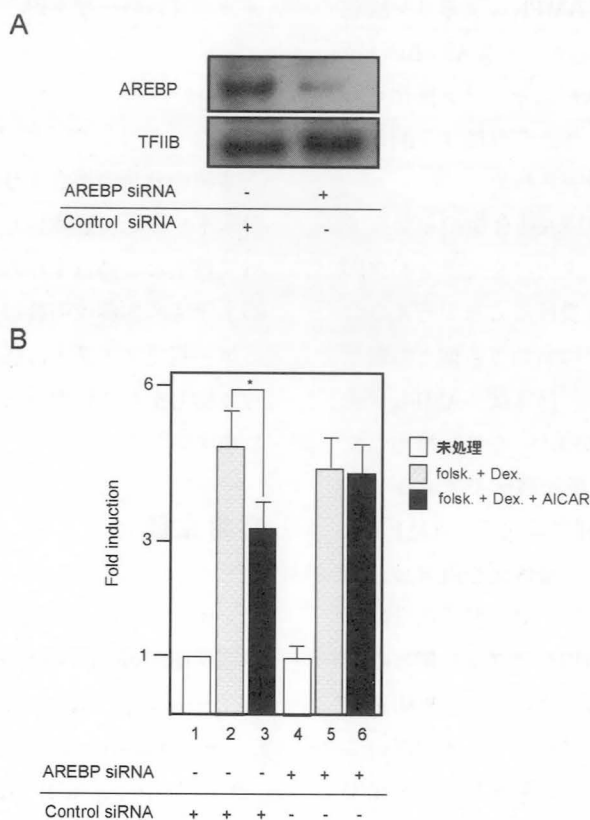 A
AREBP
TFIIB
AREBP siRNA - +
Control siRNA + -
B
6
3
1
Fold induction
*
未処理
folsk. + Dex.
folsk. + Dex. + AICAR
1 2 3 4 5 6
AREBP siRNA - - - + + +
Control siRNA + + + - - -